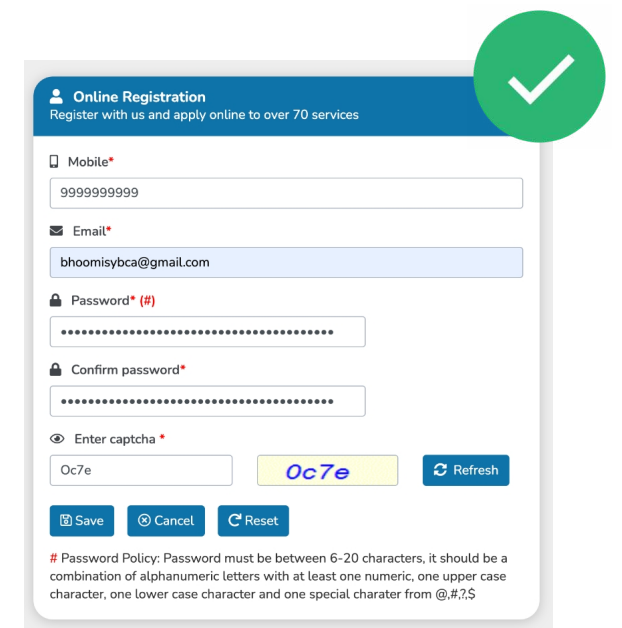 Online Registration
Register with us and apply online to over 70 services
Mobile*
9999999999
Email*
bhoomisybca@gmail.com
Password* (#)
••••••••••••••••••••••••••••••••••••••••
Confirm password*
••••••••••••••••••••••••••••••••••••••••
Enter captcha *
Oc7e Oc7e Refresh
Save Cancel Reset
# Password Policy: Password must be between 6-20 characters, it should be a
combination of alphanumeric letters with at least one numeric, one upper case
character, one lower case character and one special charater from @,#,?,$